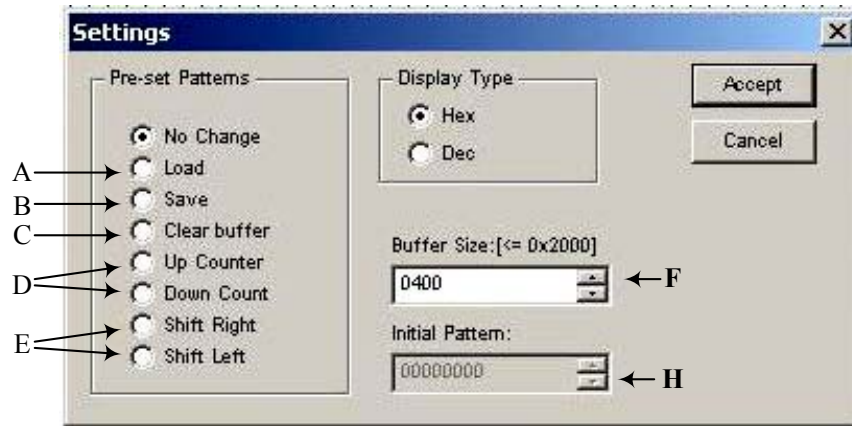 Settings
Pre-set Patterns
No Change
A Load
B Save
C Clear buffer
D Up Counter
Down Count
E Shift Right
Shift Left
Display Type
Hex
Dec
Buffer Size:[<= 0x2000]
0400 F
Initial Pattern:
00000000 H
Accept
Cancel